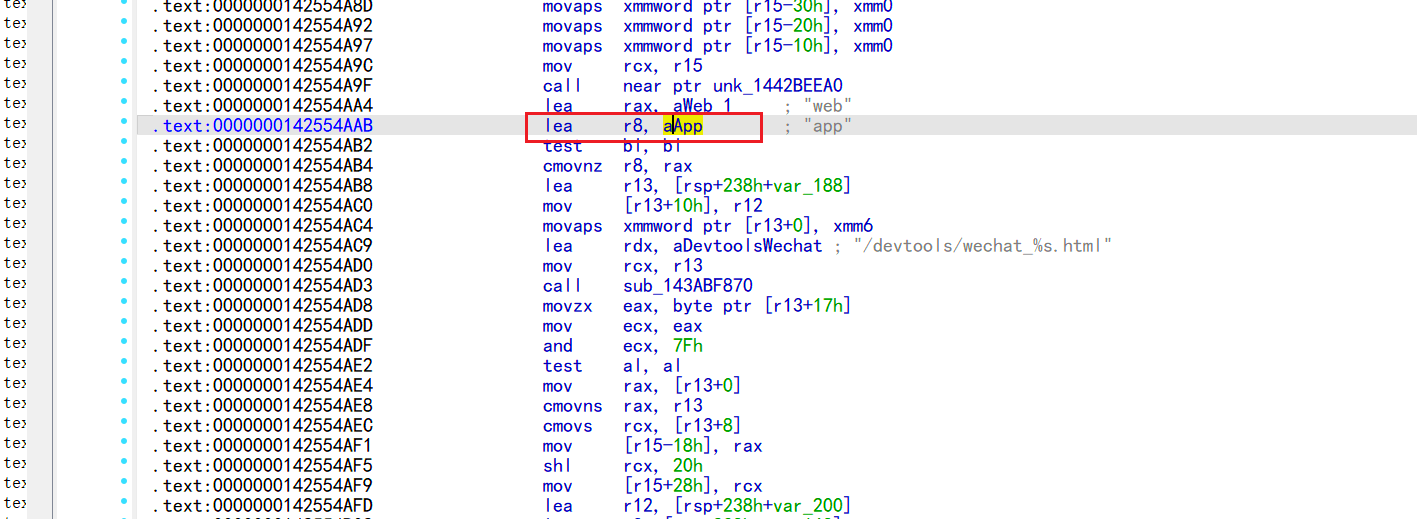 .text:0000000142554A8D movaps xmmword ptr [r15-30h], xmm0
.text:0000000142554A92 movaps xmmword ptr [r15-20h], xmm0
.text:0000000142554A97 movaps xmmword ptr [r15-10h], xmm0
.text:0000000142554A9C mov rcx, r15
.text:0000000142554A9F call near ptr unk_1442BEEA0
.text:0000000142554AA4 lea rax, aWeb_1 ; "web"
.text:0000000142554AAB lea r8, aApp ; "app"
.text:0000000142554AB2 test bl, bl
.text:0000000142554AB4 cmovnz r8, rax
.text:0000000142554AB8 lea r13, [rsp+238h+var_188]
.text:0000000142554AC0 mov [r13+10h], r12
.text:0000000142554AC4 movaps xmmword ptr [r13+0], xmm6
.text:0000000142554AC9 lea rdx, aDevtoolsWechat ; "/devtools/wechat_%s.html"
.text:0000000142554AD0 mov rcx, r13
.text:0000000142554AD3 call sub_143ABF870
.text:0000000142554AD8 movzx eax, byte ptr [r13+17h]
.text:0000000142554ADD mov ecx, eax
.text:0000000142554ADF and ecx, 7Fh
.text:0000000142554AE2 test al, al
.text:0000000142554AE4 mov rax, [r13+0]
.text:0000000142554AE8 cmovns rax, r13
.text:0000000142554AEC cmovs rcx, [r13+8]
.text:0000000142554AF1 mov [r15-18h], rax
.text:0000000142554AF5 shl rcx, 20h
.text:0000000142554AF9 mov [r15+28h], rcx
.text:0000000142554AFD lea r12, [rsp+238h+var_200]